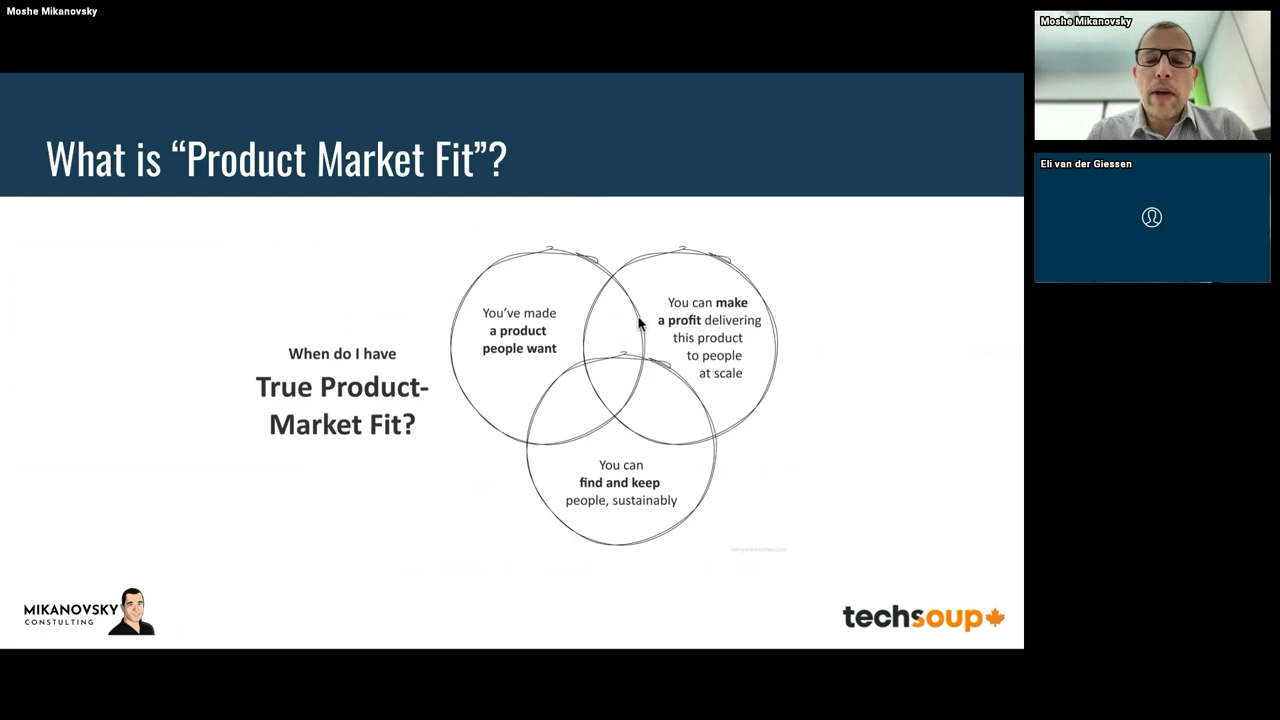 Moshe Mikanovsky
Moshe Mikanovsky
Eli van der Giessen
What is “Product Market Fit”?
When do I have
True Product-
Market Fit?
You’ve made
a product
people want
You can make
a profit delivering
this product
to people
at scale
You can
find and keep
people, sustainably
MIKANOVSKY
CONSTULTING
techsoup